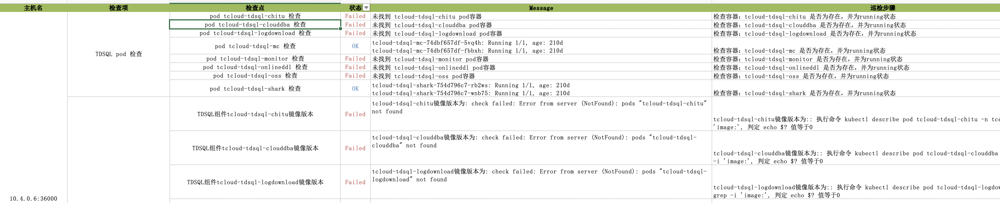 主机名 检查项 检查点 状态 Message 巡检步骤
pod tcloud-tdsql-chitu 检查 Failed 未找到 tcloud-tdsql-chitu pod容器 检查容器: tcloud-tdsql-chitu 是否为存在，并为running状态
pod tcloud-tdsql-clouddba 检查 Failed 未找到 tcloud-tdsql-clouddba pod容器 检查容器: tcloud-tdsql-clouddba 是否为存在，并为running状态
pod tcloud-tdsql-logdownload 检查 Failed 未找到 tcloud-tdsql-logdownload pod容器 检查容器: tcloud-tdsql-logdownload 是否为存在，并为running状态
TDSQL pod 检查
pod tcloud-tdsql-mc 检查 OK
tcloud-tdsql-mc-74dbf657df-5vq4h: Running 1/1, age: 210d
tcloud-tdsql-mc-74dbf657df-fbbxh: Running 1/1, age: 210d
检查容器: tcloud-tdsql-mc 是否为存在，并为running状态
pod tcloud-tdsql-monitor 检查 Failed 未找到 tcloud-tdsql-monitor pod容器 检查容器: tcloud-tdsql-monitor 是否为存在，并为running状态
pod tcloud-tdsql-onlineddl 检查 Failed 未找到 tcloud-tdsql-onlineddl pod容器 检查容器: tcloud-tdsql-onlineddl 是否为存在，并为running状态
pod tcloud-tdsql-oss 检查 Failed 未找到 tcloud-tdsql-oss pod容器 检查容器: tcloud-tdsql-oss 是否为存在，并为running状态
pod tcloud-tdsql-shark 检查 OK
tcloud-tdsql-shark-754d796c7-rb2ws: Running 1/1, age: 210d
tcloud-tdsql-shark-754d796c7-wnb75: Running 1/1, age: 210d
检查容器: tcloud-tdsql-shark 是否为存在，并为running状态
TDSQL组件tcloud-tdsql-chitu镜像版本 Failed
tcloud-tdsql-chitu镜像版本为: check failed: Error from server (NotFound): pods "tcloud-tdsql-chitu"
not found
tcloud-tdsql-chitu镜像版本为:: 执行命令 kubectl describe pod tcloud-tdsql-chitu -n tce
'image:', 判定 echo $? 值等于0
TDSQL组件tcloud-tdsql-clouddba镜像版本 Failed
tcloud-tdsql-clouddba镜像版本为: check failed: Error from server (NotFound): pods "tcloud-tdsql-
clouddba" not found
tcloud-tdsql-clouddba镜像版本为:: 执行命令 kubectl describe pod tcloud-tdsql-clouddba
-i 'image:', 判定 echo $? 值等于0
TDSQL组件tcloud-tdsql-logdownload镜像版本 Failed
tcloud-tdsql-logdownload镜像版本为: check failed: Error from server (NotFound): pods "tcloud-tdsql-
logdownload" not found
tcloud-tdsql-logdownload镜像版本为:: 执行命令 kubectl describe pod tcloud-tdsql-logdow
grep -i 'image:', 判定 echo $? 值等于0
10.4.0.6:36000